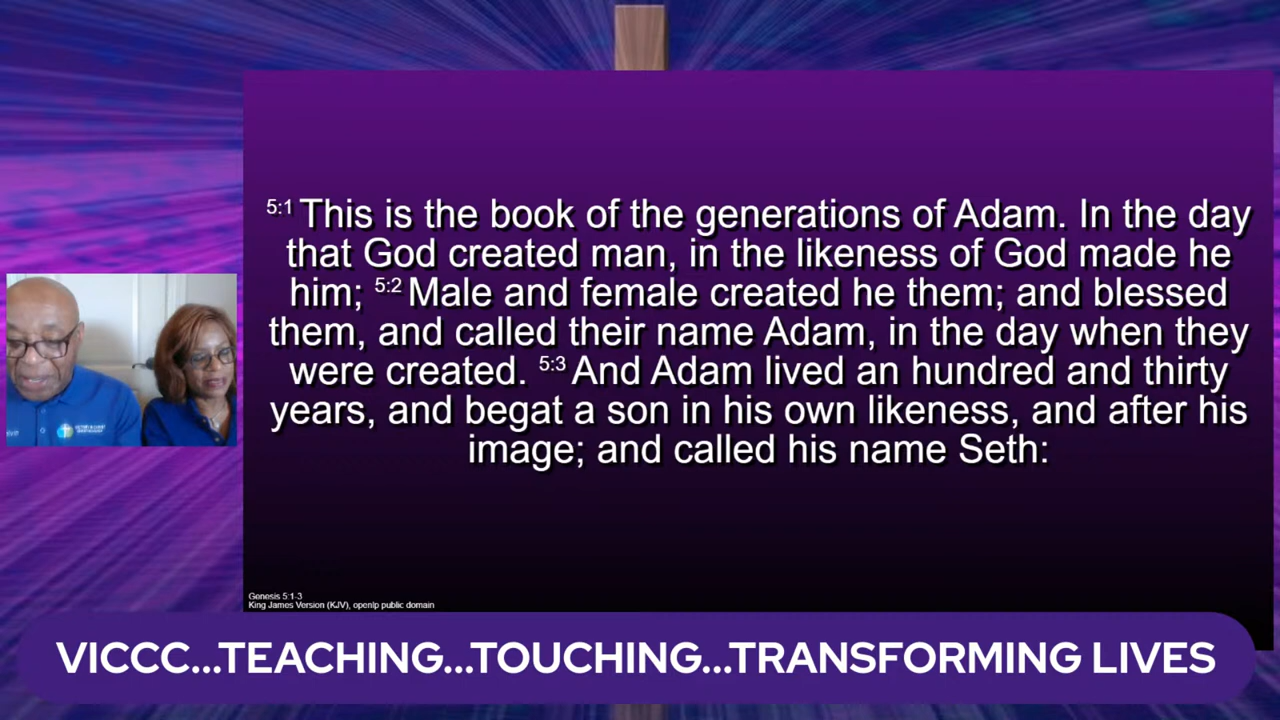 5:1 This is the book of the generations of Adam. In the day
that God created man, in the likeness of God made he
him; 5:2 Male and female created he them; and blessed
them, and called their name Adam, in the day when they
were created. 5:3 And Adam lived an hundred and thirty
years, and begat a son in his own likeness, and after his
image; and called his name Seth:
Genesis 5:1-3
King James Version (KJV), openlp public domain
VICCC...TEACHING...TOUCHING...TRANSFORMING LIVES